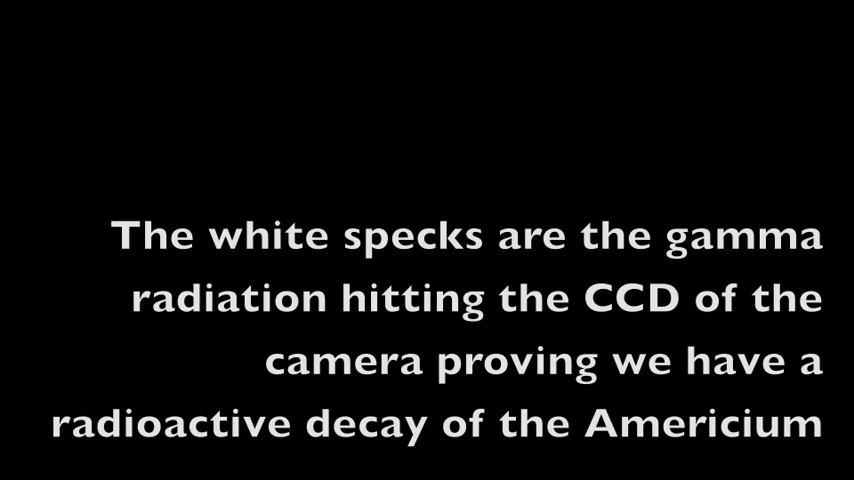 The white specks are the gamma
radiation hitting the CCD of the
camera proving we have a
radioactive decay of the Americium